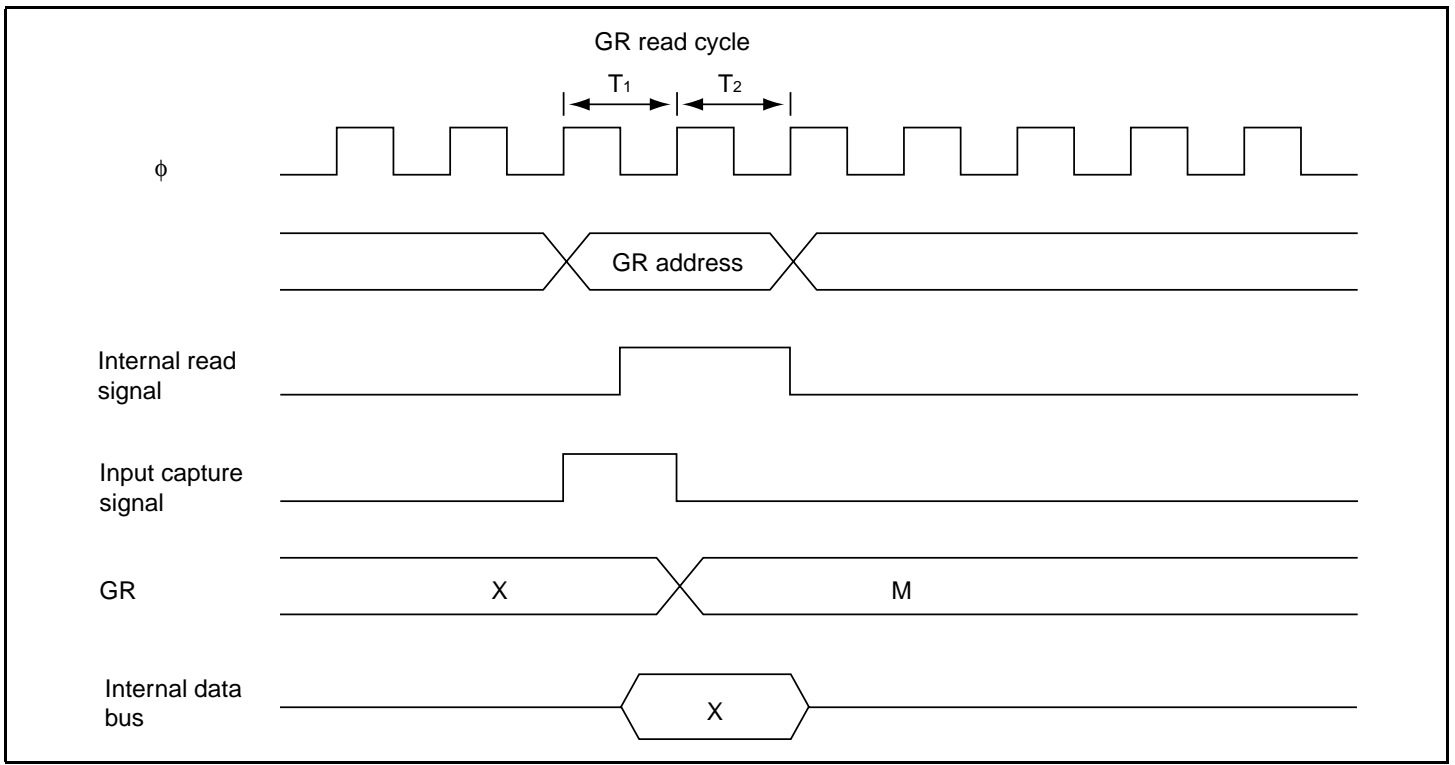 GR read cycle
T1 T2
ϕ
GR address
Internal read
signal
Input capture
signal
GR X M
Internal data
bus
X